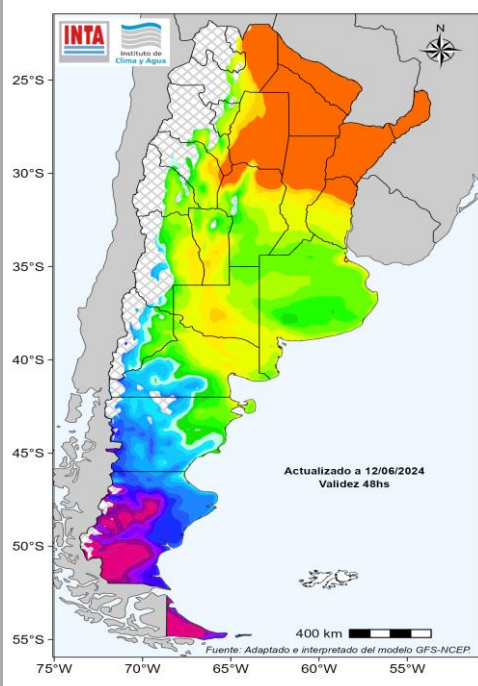 INTA
Instituto de
Clima y Agua
N
25°S
30°S
35°S
40°S
45°S
50°S
55°S
Actualizado a 12/06/2024
Validez 48hs
400 km
Fuente: Adaptado e interpretado del modelo GFS-NCEP.
75°W
70°W
65°W
60°W
55°W